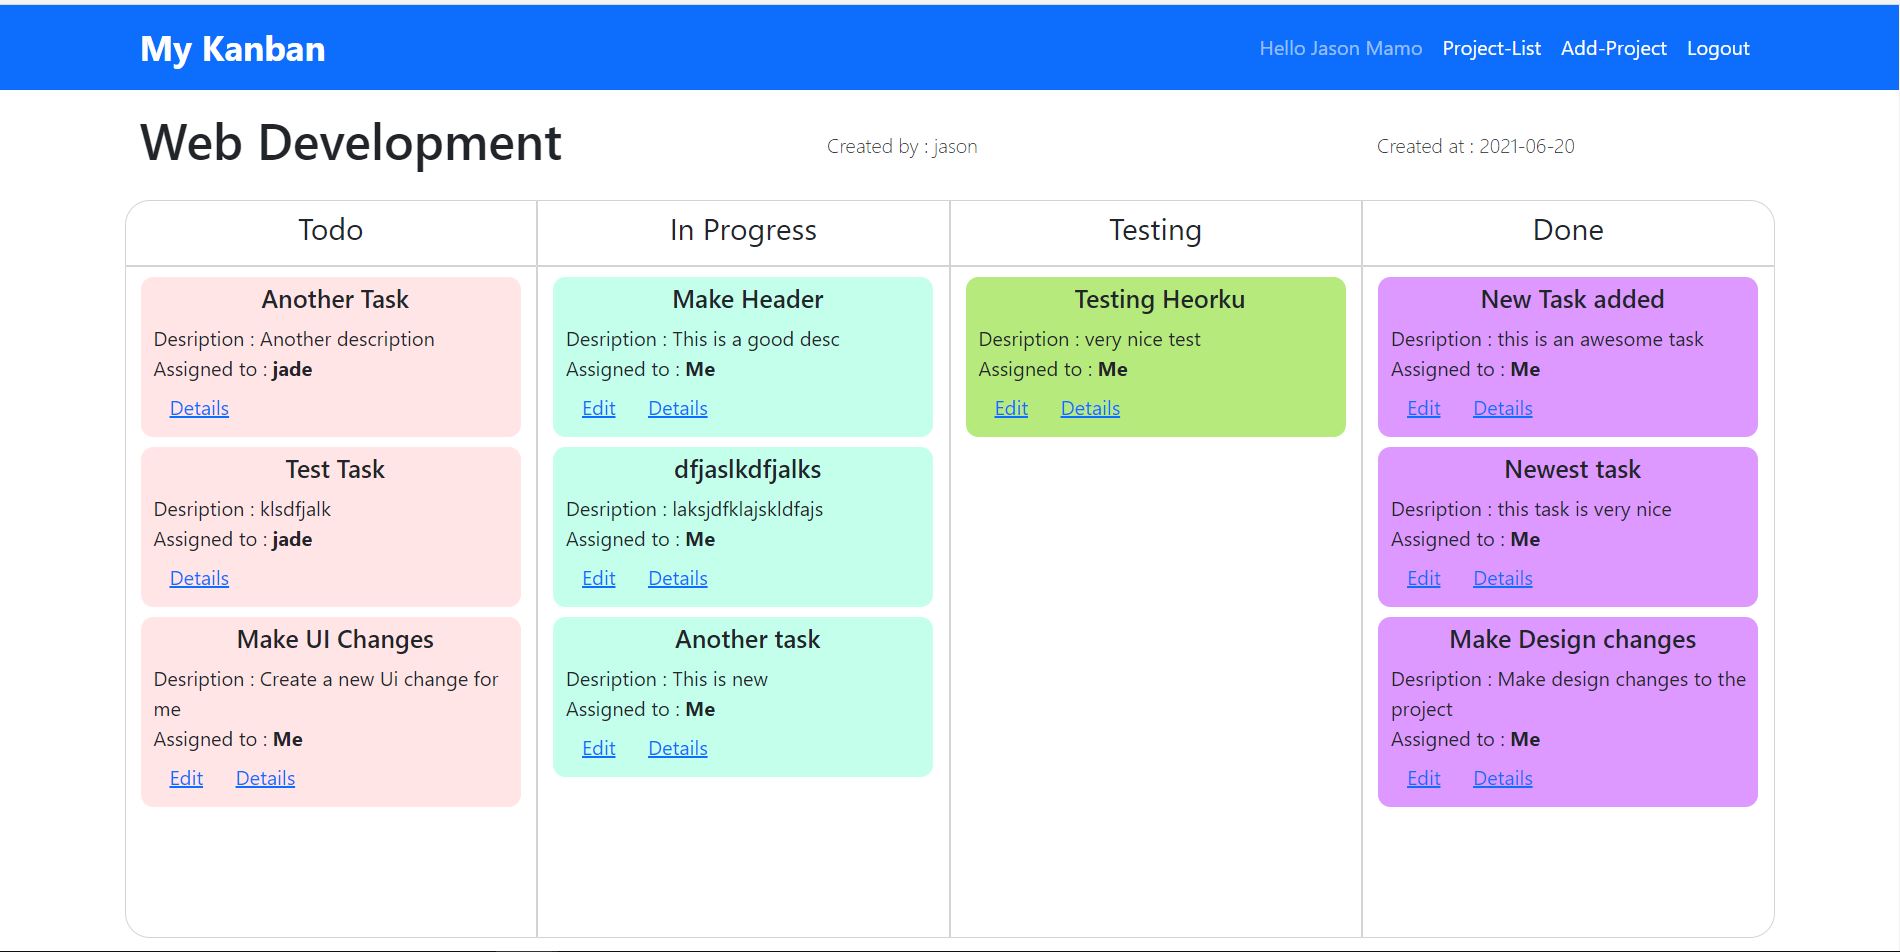 My Kanban
Hello Jason Mamo Project-List Add-Project Logout
Web Development
Created by : jason
Created at : 2021-06-20
Todo
Another Task
Desription : Another description
Assigned to : jade
Details
Test Task
Desription : klsdfjalk
Assigned to : jade
Details
Make UI Changes
Desription : Create a new Ui change for
me
Assigned to : Me
Edit Details
In Progress
Make Header
Desription : This is a good desc
Assigned to : Me
Edit Details
dfjaslkdfjalks
Desription : laksjdfklajskldfajs
Assigned to : Me
Edit Details
Another task
Desription : This is new
Assigned to : Me
Edit Details
Testing
Testing Heorku
Desription : very nice test
Assigned to : Me
Edit Details
Done
New Task added
Desription : this is an awesome task
Assigned to : Me
Edit Details
Newest task
Desription : this task is very nice
Assigned to : Me
Edit Details
Make Design changes
Desription : Make design changes to the
project
Assigned to : Me
Edit Details